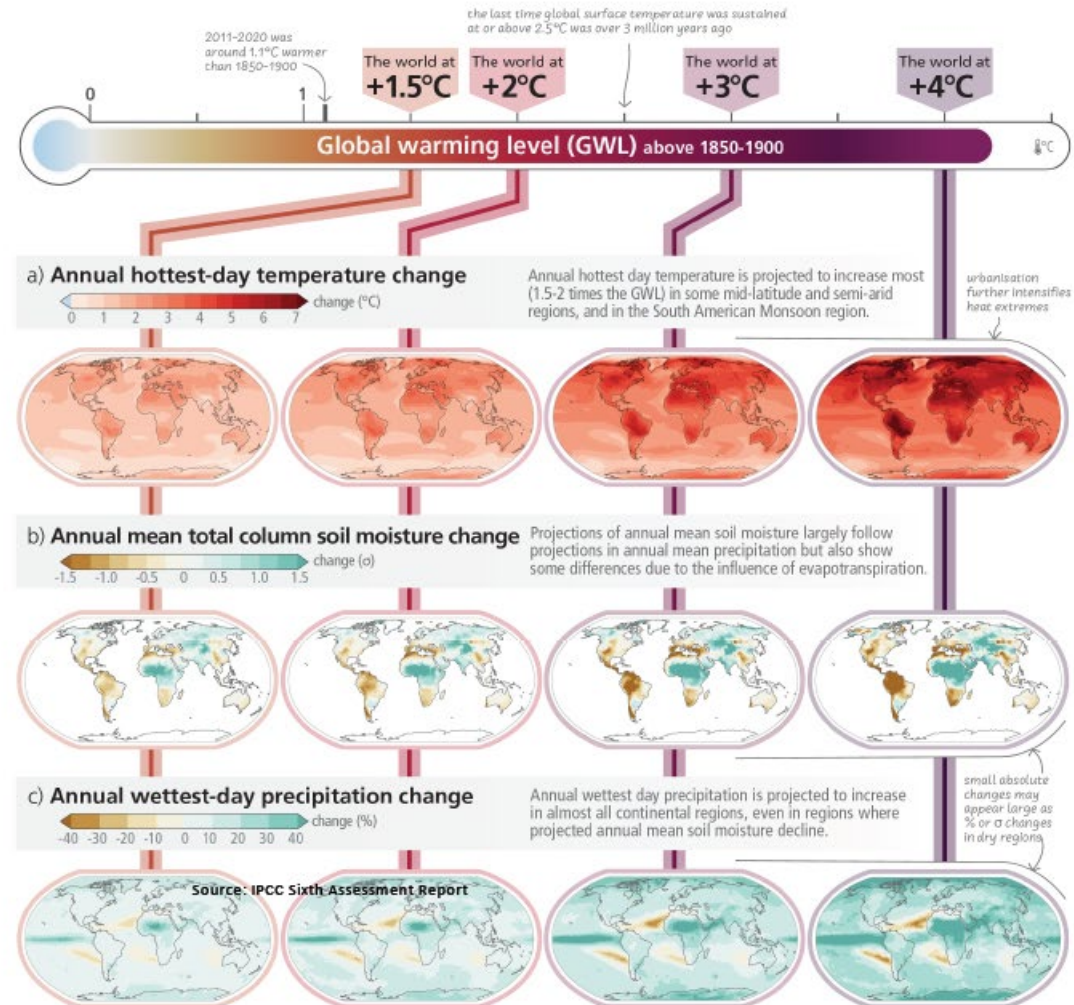 the last time global surface temperature was sustained
at or above 2.5°C was over 3 million years ago
2011-2020 was
around 1.1°C warmer
than 1850-1900
The world at
+1.5°C
The world at
+2°C
The world at
+3°C
The world at
+4°C
0
1
Global warming level (GWL) above 1850-1900
°C
a) Annual hottest-day temperature change
change (°C)
0 1 2 3 4 5 6 7
Annual hottest day temperature is projected to increase most
(1.5-2 times the GWL) in some mid-latitude and semi-arid
regions, and in the South American Monsoon region.
urbanisation
further intensifies
heat extremes
b) Annual mean total column soil moisture change
change (σ)
-1.5 -1.0 -0.5 0 0.5 1.0 1.5
Projections of annual mean soil moisture largely follow
projections in annual mean precipitation but also show
some differences due to the influence of evapotranspiration.
c) Annual wettest-day precipitation change
change (%)
-40 -30 -20 -10 0 10 20 30 40
Annual wettest day precipitation is projected to increase
in almost all continental regions, even in regions where
projected annual mean soil moisture decline.
small absolute
changes may
appear large as
% or σ changes
in dry regions
Source: IPCC Sixth Assessment Report